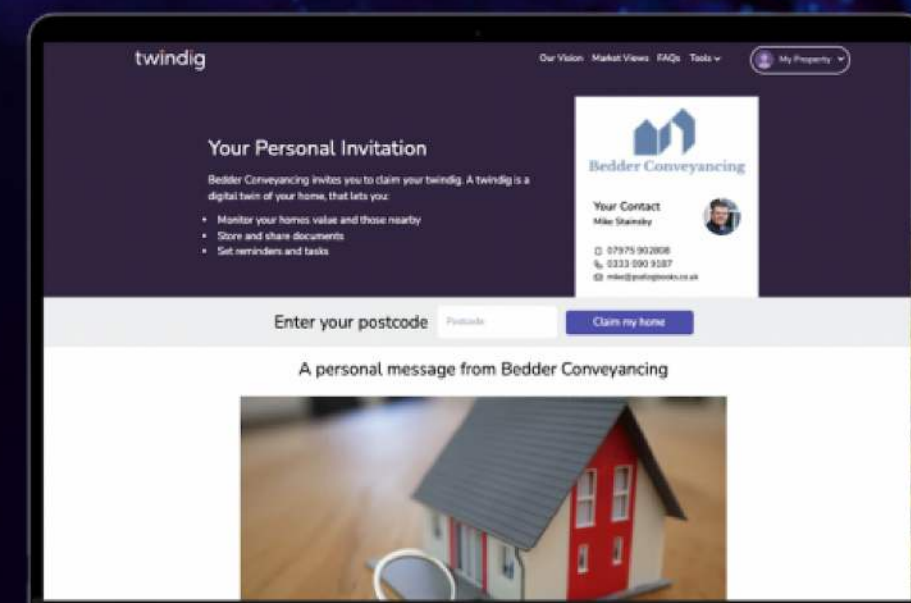 twindig
Our Vision Market Views FAQs Tools My Property
Your Personal Invitation
Bedder Conveyancing invites you to claim your twindig. A twindig is a
digital twin of your home, that lets you:
• Monitor your homes value and those nearby
• Store and share documents
• Set reminders and tasks
Bedder Conveyancing
Your Contact
Mike Stainsby
07975 902808
0333 090 9187
Enter your postcode Postcode Claim my home
A personal message from Bedder Conveyancing